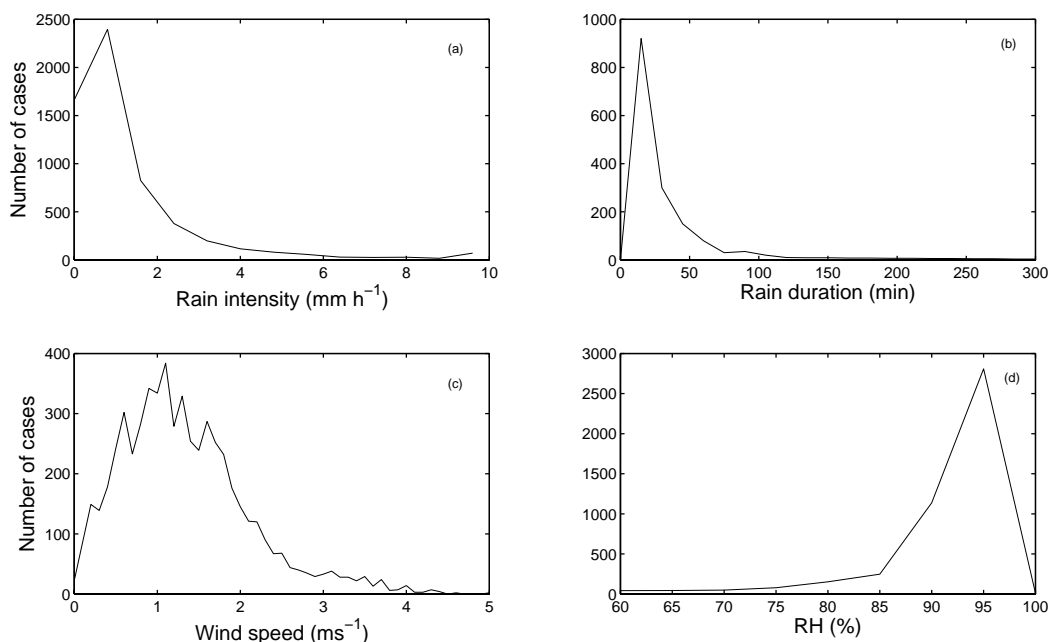 2500
2000
1500
1000
500
0
0 2 4 6 8 10
Number of cases
Rain intensity (mm h−1)
(a)
1000
800
600
400
200
0
0 50 100 150 200 250 300
Rain duration (min)
(b)
400
300
200
100
0
0 1 2 3 4 5
Number of cases
Wind speed (ms−1)
(c)
3000
2500
2000
1500
1000
500
0
60 65 70 75 80 85 90 95 100
RH (%)
(d)